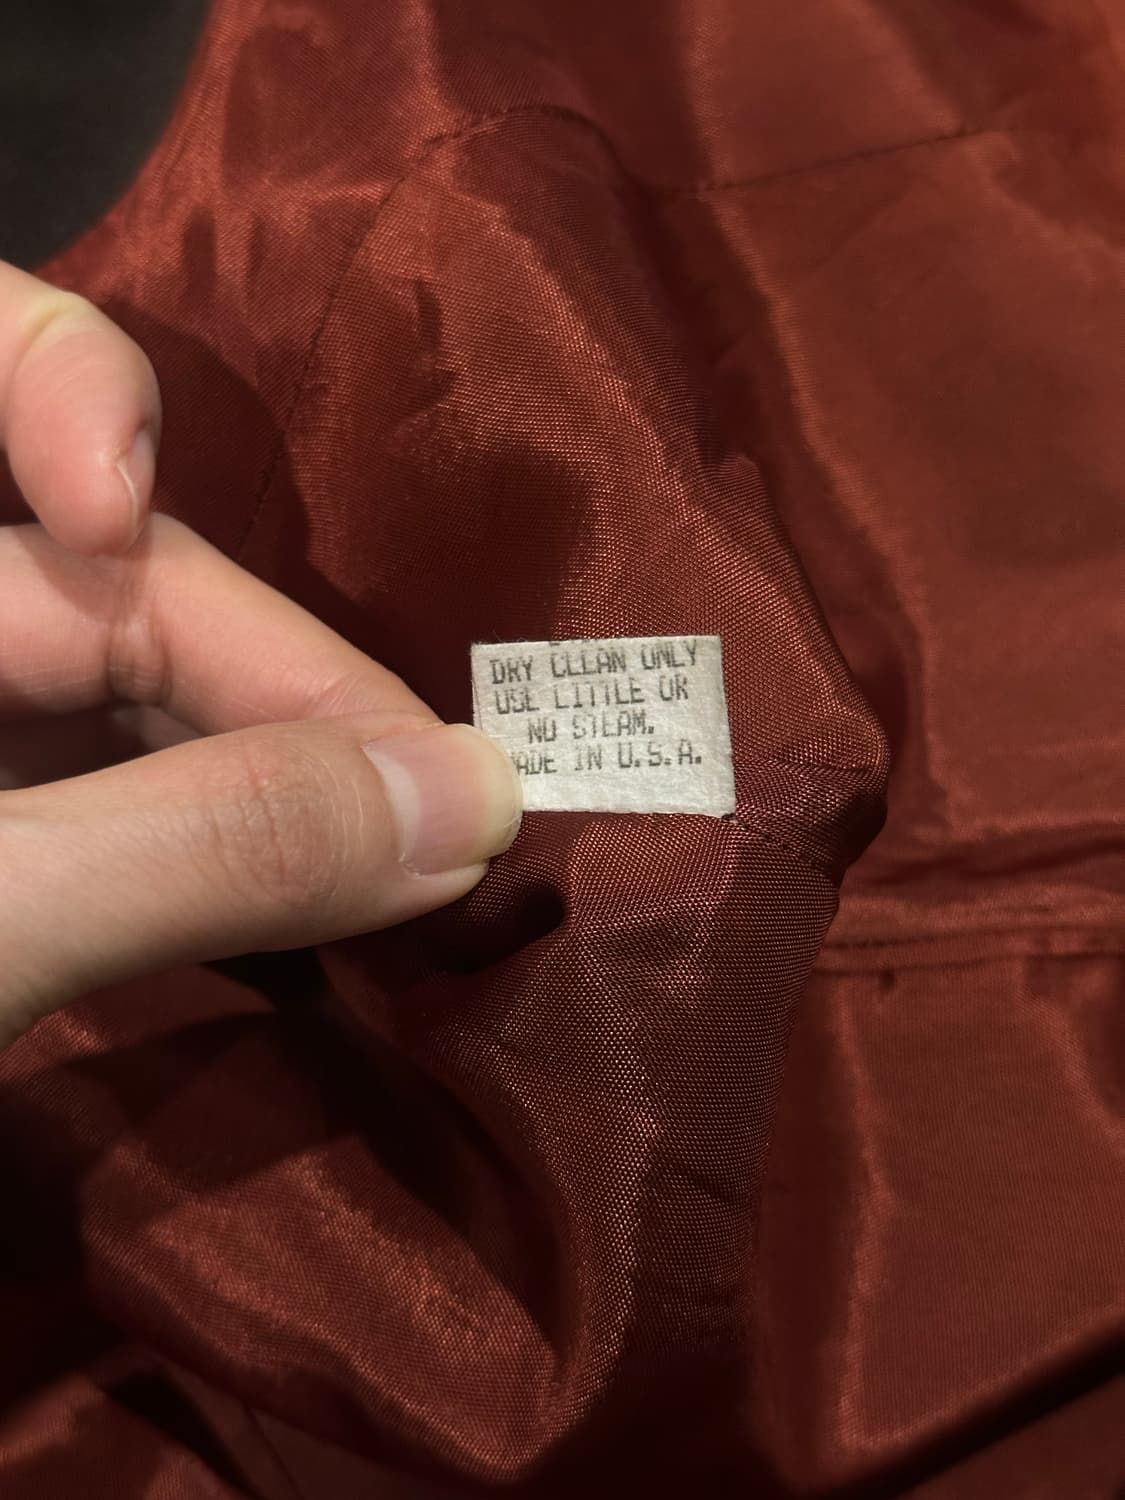 DRY CLEAN ONLY
USE LITTLE OR
NO STEAM.
MADE IN U.S.A.